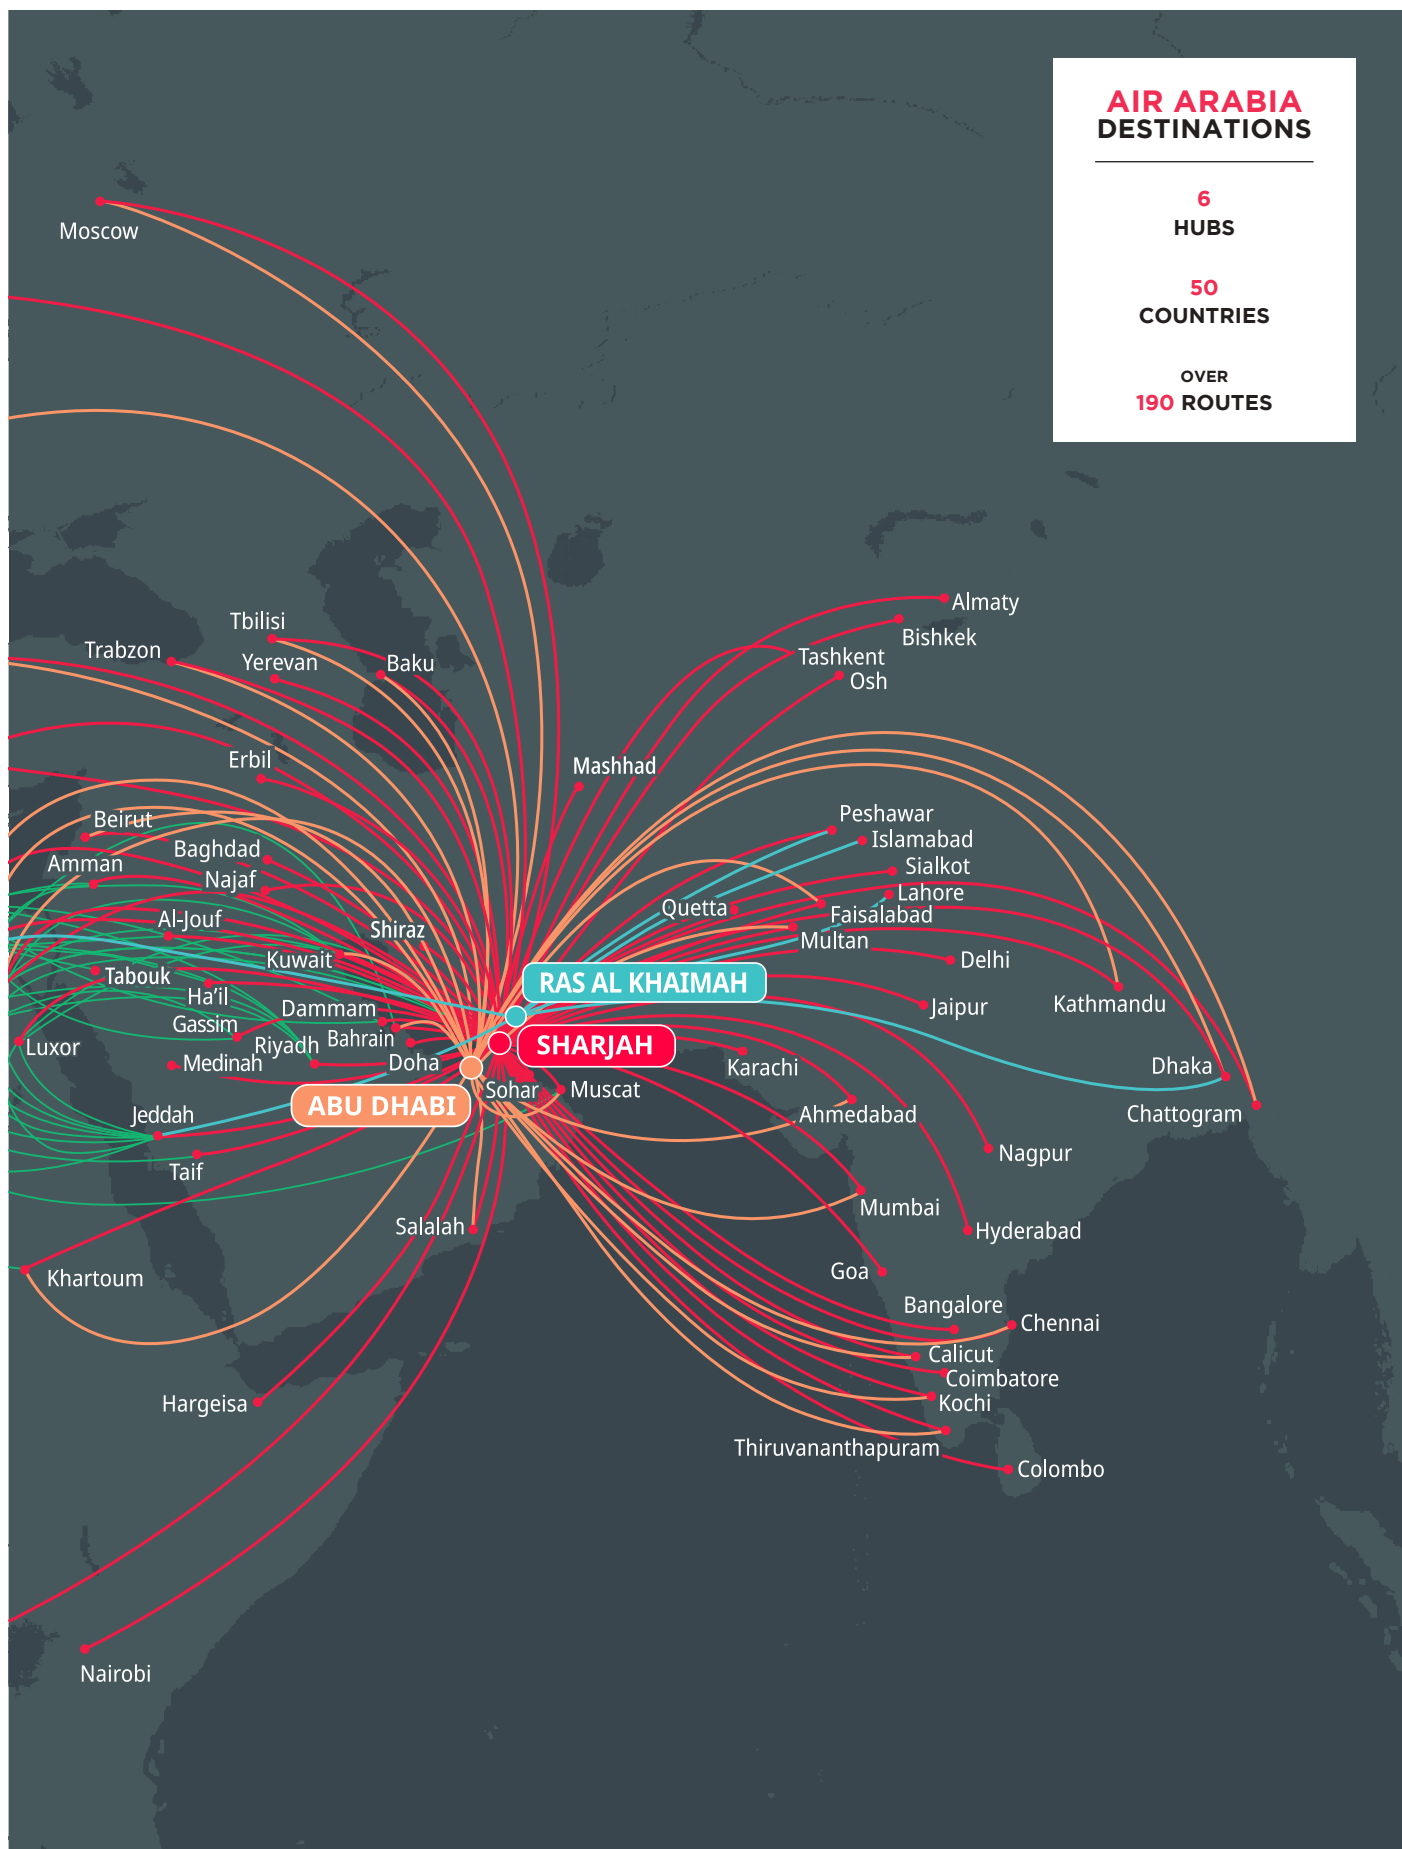 AIR ARABIA
DESTINATIONS
6
HUBS
50
COUNTRIES
OVER
190 ROUTES
Moscow
Almaty
Tbilisi
Bishkek
Trabzon
Yerevan
Baku
Tashkent
Osh
Erbil
Mashhad
Beirut
Peshawar
Islamabad
Amman
Baghdad
Sialkot
Najaf
Lahore
Quetta
Faisalabad
Al-Jouf
Shiraz
Multan
Kuwait
Delhi
Tabouk
RAS AL KHAIMAH
Ha’il
Kathmandu
Dammam
Jaipur
Gassim
Bahrain
Luxor
Riyadh
SHARJAH
Medinah
Doha
Karachi
Dhaka
Sohar
Muscat
ABU DHABI
Jeddah
Ahmedabad
Chattogram
Taif
Nagpur
Mumbai
Salalah
Hyderabad
Khartoum
Goa
Bangalore
Chennai
Calicut
Coimbatore
Hargeisa
Kochi
Thiruvananthapuram
Colombo
Nairobi